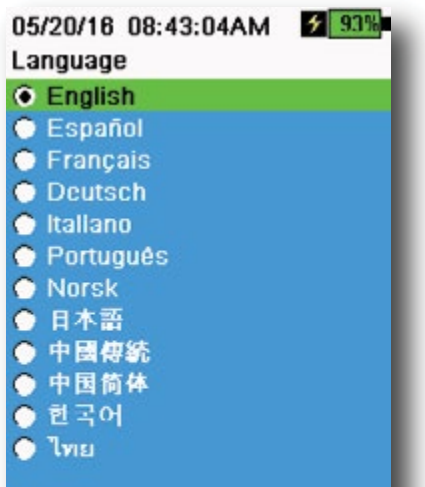 05/20/16 08:43:04AM 93%
Language
English
Español
Français
Deutsch
Italiano
Português
Norsk
日本語
中國傳統
中国简体
한국어
ไทย